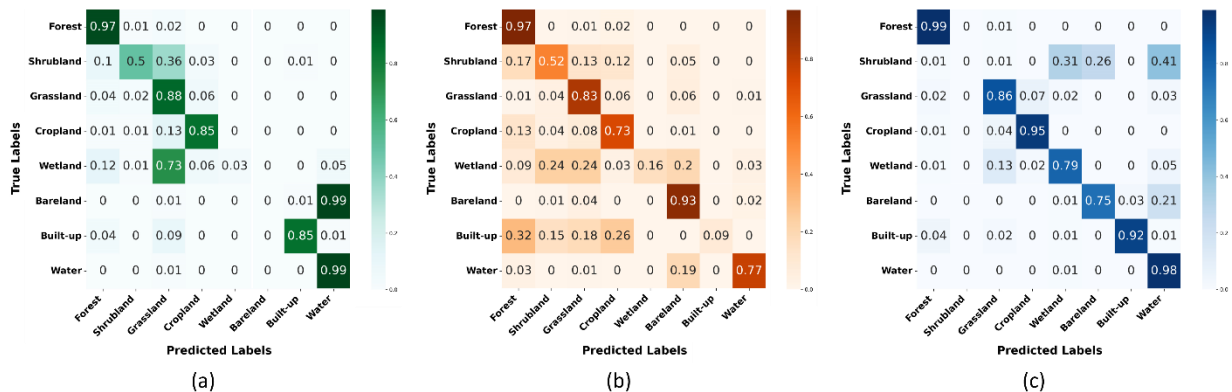 True Labels
Forest 0.97 0.01 0.02 0 0 0 0 0
Shrubland 0.1 0.5 0.36 0.03 0 0 0.01 0
Grassland 0.04 0.02 0.88 0.06 0 0 0 0
Cropland 0.01 0.01 0.13 0.85 0 0 0 0
Wetland 0.12 0.01 0.73 0.06 0.03 0 0 0.05
Bareland 0 0 0.01 0 0 0 0.01 0.99
Built-up 0.04 0 0.09 0 0 0 0.85 0.01
Water 0 0 0.01 0 0 0 0 0.99
Forest Shrubland Grassland Cropland Wetland Bareland Built-up Water
Predicted Labels
(a)
True Labels
Forest 0.97 0 0.01 0.02 0 0 0 0
Shrubland 0.17 0.52 0.13 0.12 0 0.05 0 0
Grassland 0.01 0.04 0.83 0.06 0 0.06 0 0.01
Cropland 0.13 0.04 0.08 0.73 0 0.01 0 0
Wetland 0.09 0.24 0.24 0.03 0.16 0.2 0 0.03
Bareland 0 0.01 0.04 0 0 0.93 0 0.02
Built-up 0.32 0.15 0.18 0.26 0 0 0.09 0
Water 0.03 0 0.01 0 0 0.19 0 0.77
Forest Shrubland Grassland Cropland Wetland Bareland Built-up Water
Predicted Labels
(b)
True Labels
Forest 0.99 0 0 0 0 0 0 0
Shrubland 0.01 0 0.01 0 0.31 0.26 0 0.41
Grassland 0.02 0 0.86 0.07 0.02 0 0 0.03
Cropland 0.01 0 0.04 0.95 0 0 0 0
Wetland 0.01 0 0.13 0.02 0.79 0 0 0.05
Bareland 0 0 0 0 0.01 0.75 0.03 0.21
Built-up 0.04 0 0.02 0 0.01 0 0.92 0.01
Water 0 0 0 0 0.01 0 0 0.98
Forest Shrubland Grassland Cropland Wetland Bareland Built-up Water
Predicted Labels
(c)